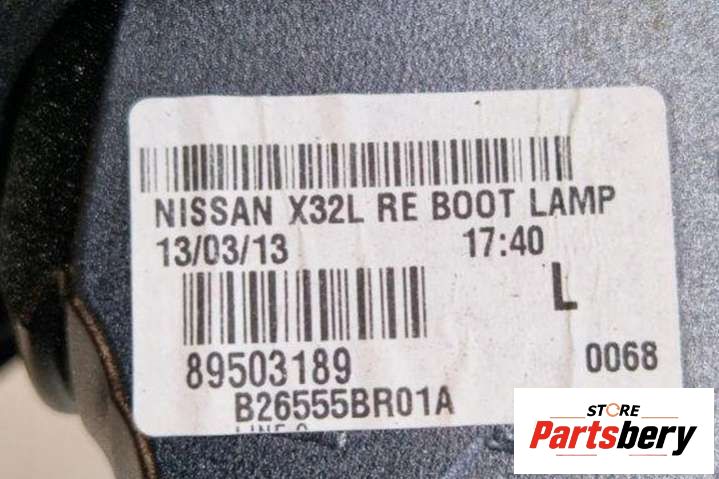 NISSAN X32L RE BOOT LAMP
13/03/13 17:40
L
89503189 0068
B26555BR01A
STORE
Partsbery